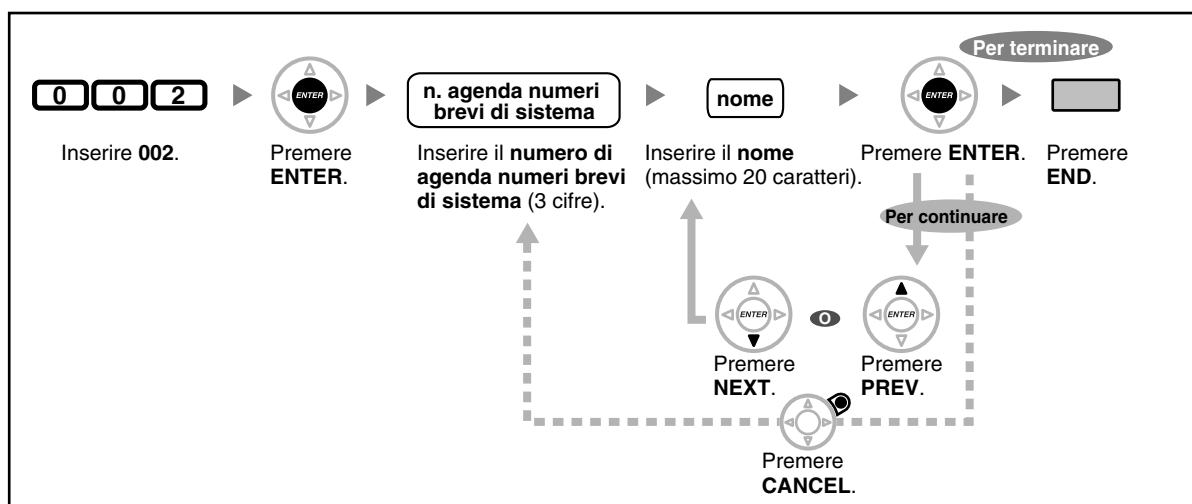 Per terminare
0 0 2
ENTER
n. agenda numeri
brevi di sistema
nome
ENTER
Inserire 002.
Premere
ENTER.
Inserire il numero di
agenda numeri brevi
di sistema (3 cifre).
Inserire il nome
(massimo 20 caratteri).
Premere ENTER.
Premere
END.
Per continuare
ENTER
O
ENTER
Premere
NEXT.
Premere
PREV.
Premere
CANCEL.